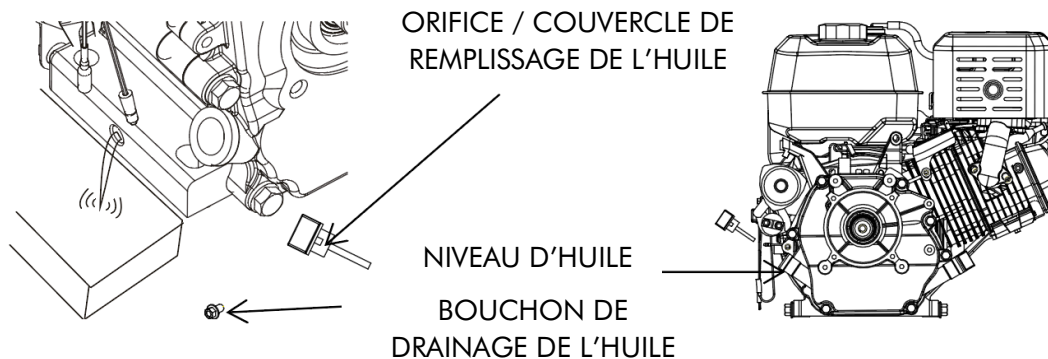 ORIFICE / COUVERCLE DE
REMPLISSAGE DE L’HUILE
NIVEAU D’HUILE
BOUCHON DE
DRAINAGE DE L’HUILE